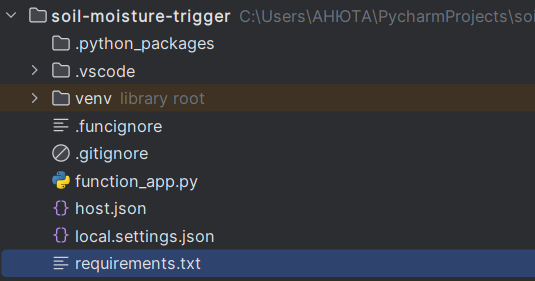 soil-moisture-trigger C:\Users\АНЮТА\PycharmProjects\soi
.python_packages
.vscode
venv library root
.funcignore
.gitignore
function_app.py
host.json
local.settings.json
requirements.txt